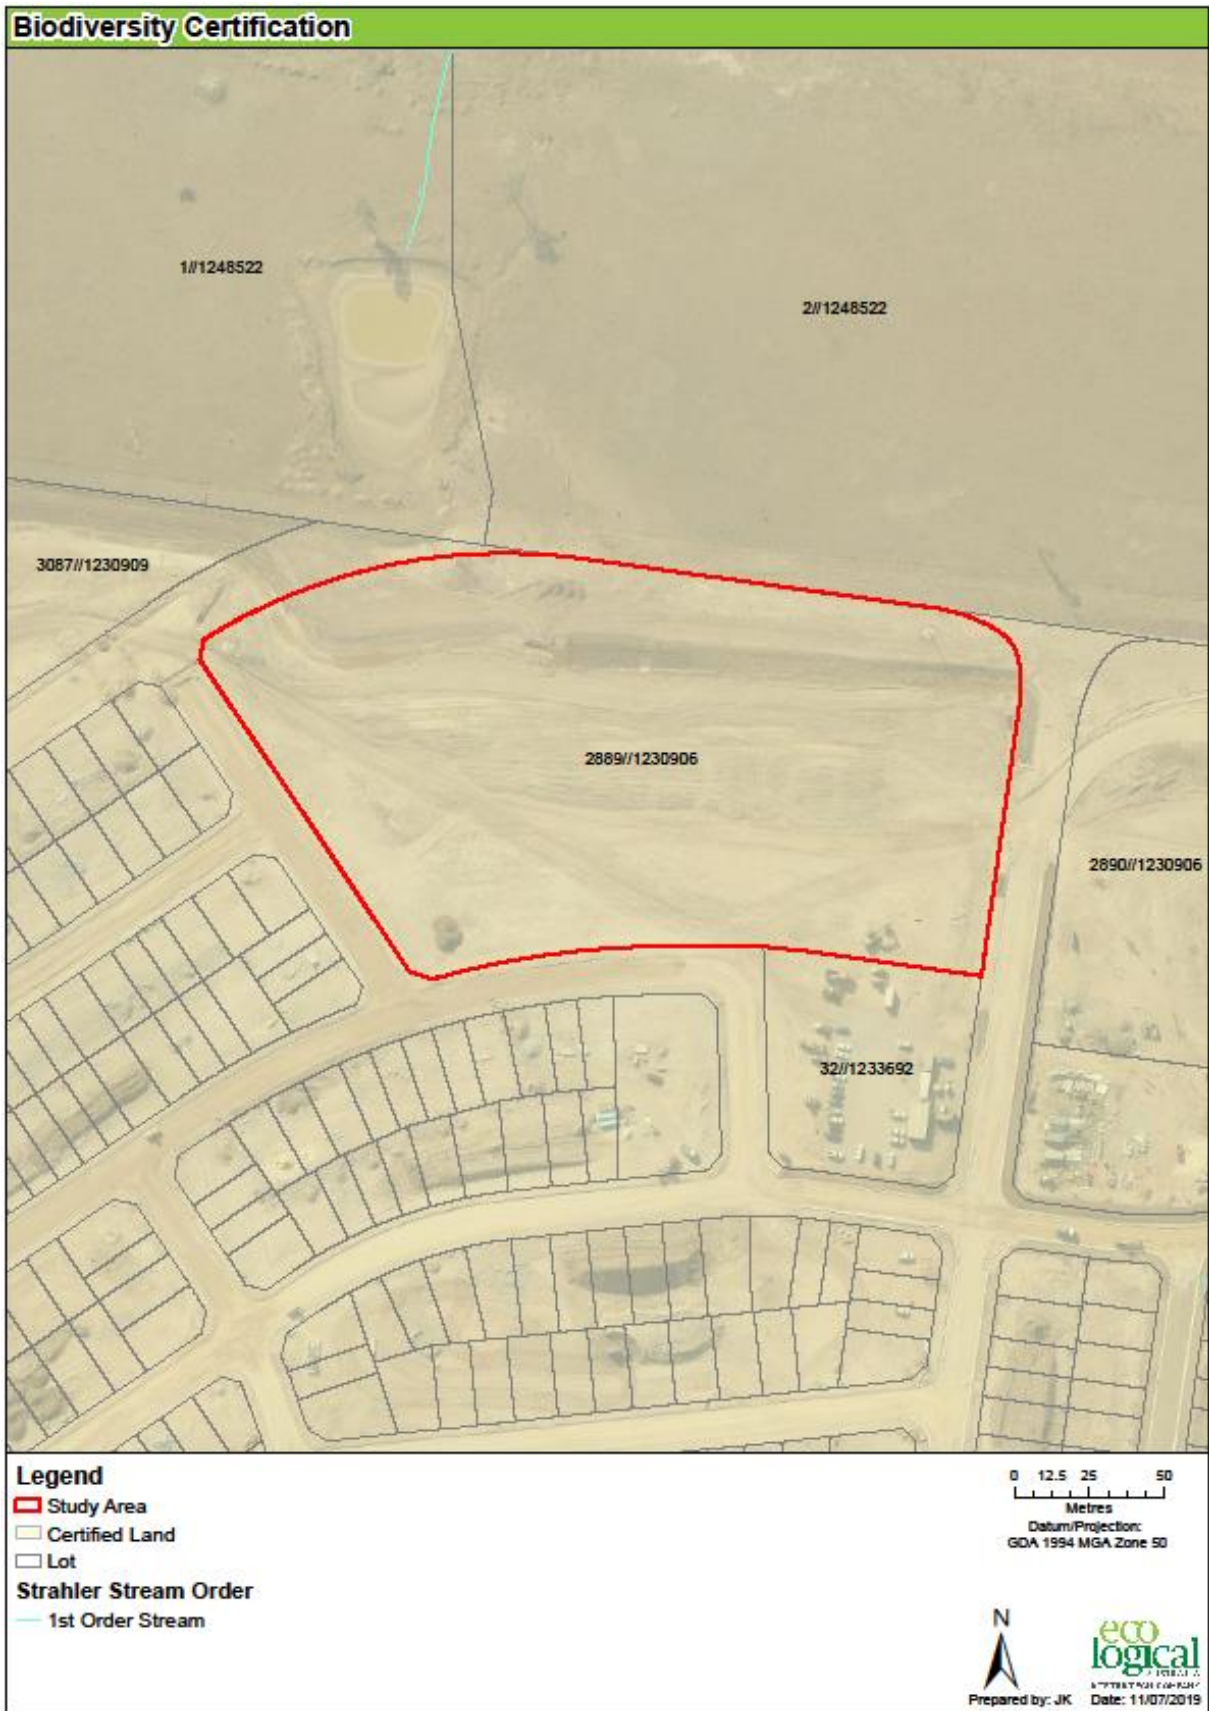 Biodiversity Certification
1//1248522
2//1248522
3087//1230909
2889//1230906
2890//1230906
32//1233692
Legend
Study Area
Certified Land
Lot
Strahler Stream Order
1st Order Stream
0 12.5 25 50
Metres
Datum/Projection:
GDA 1994 MGA Zone 50
N
eco
logical
AUSTRALIA
Prepared by: JK Date: 11/07/2019